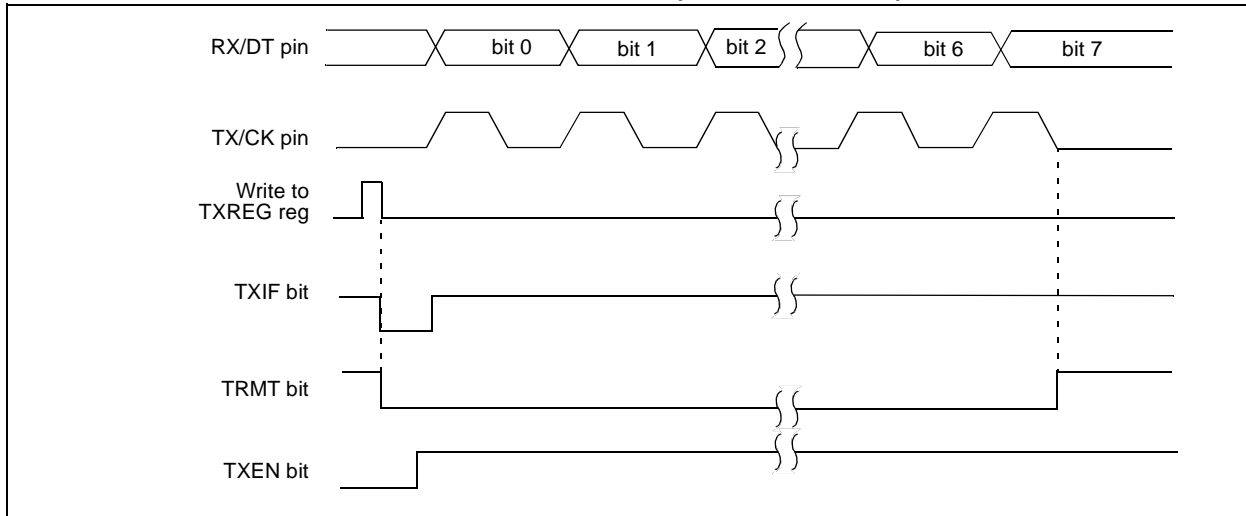 RX/DT pin
bit 0
bit 1
bit 2
bit 6
bit 7
TX/CK pin
Write to
TXREG reg
TXIF bit
TRMT bit
TXEN bit